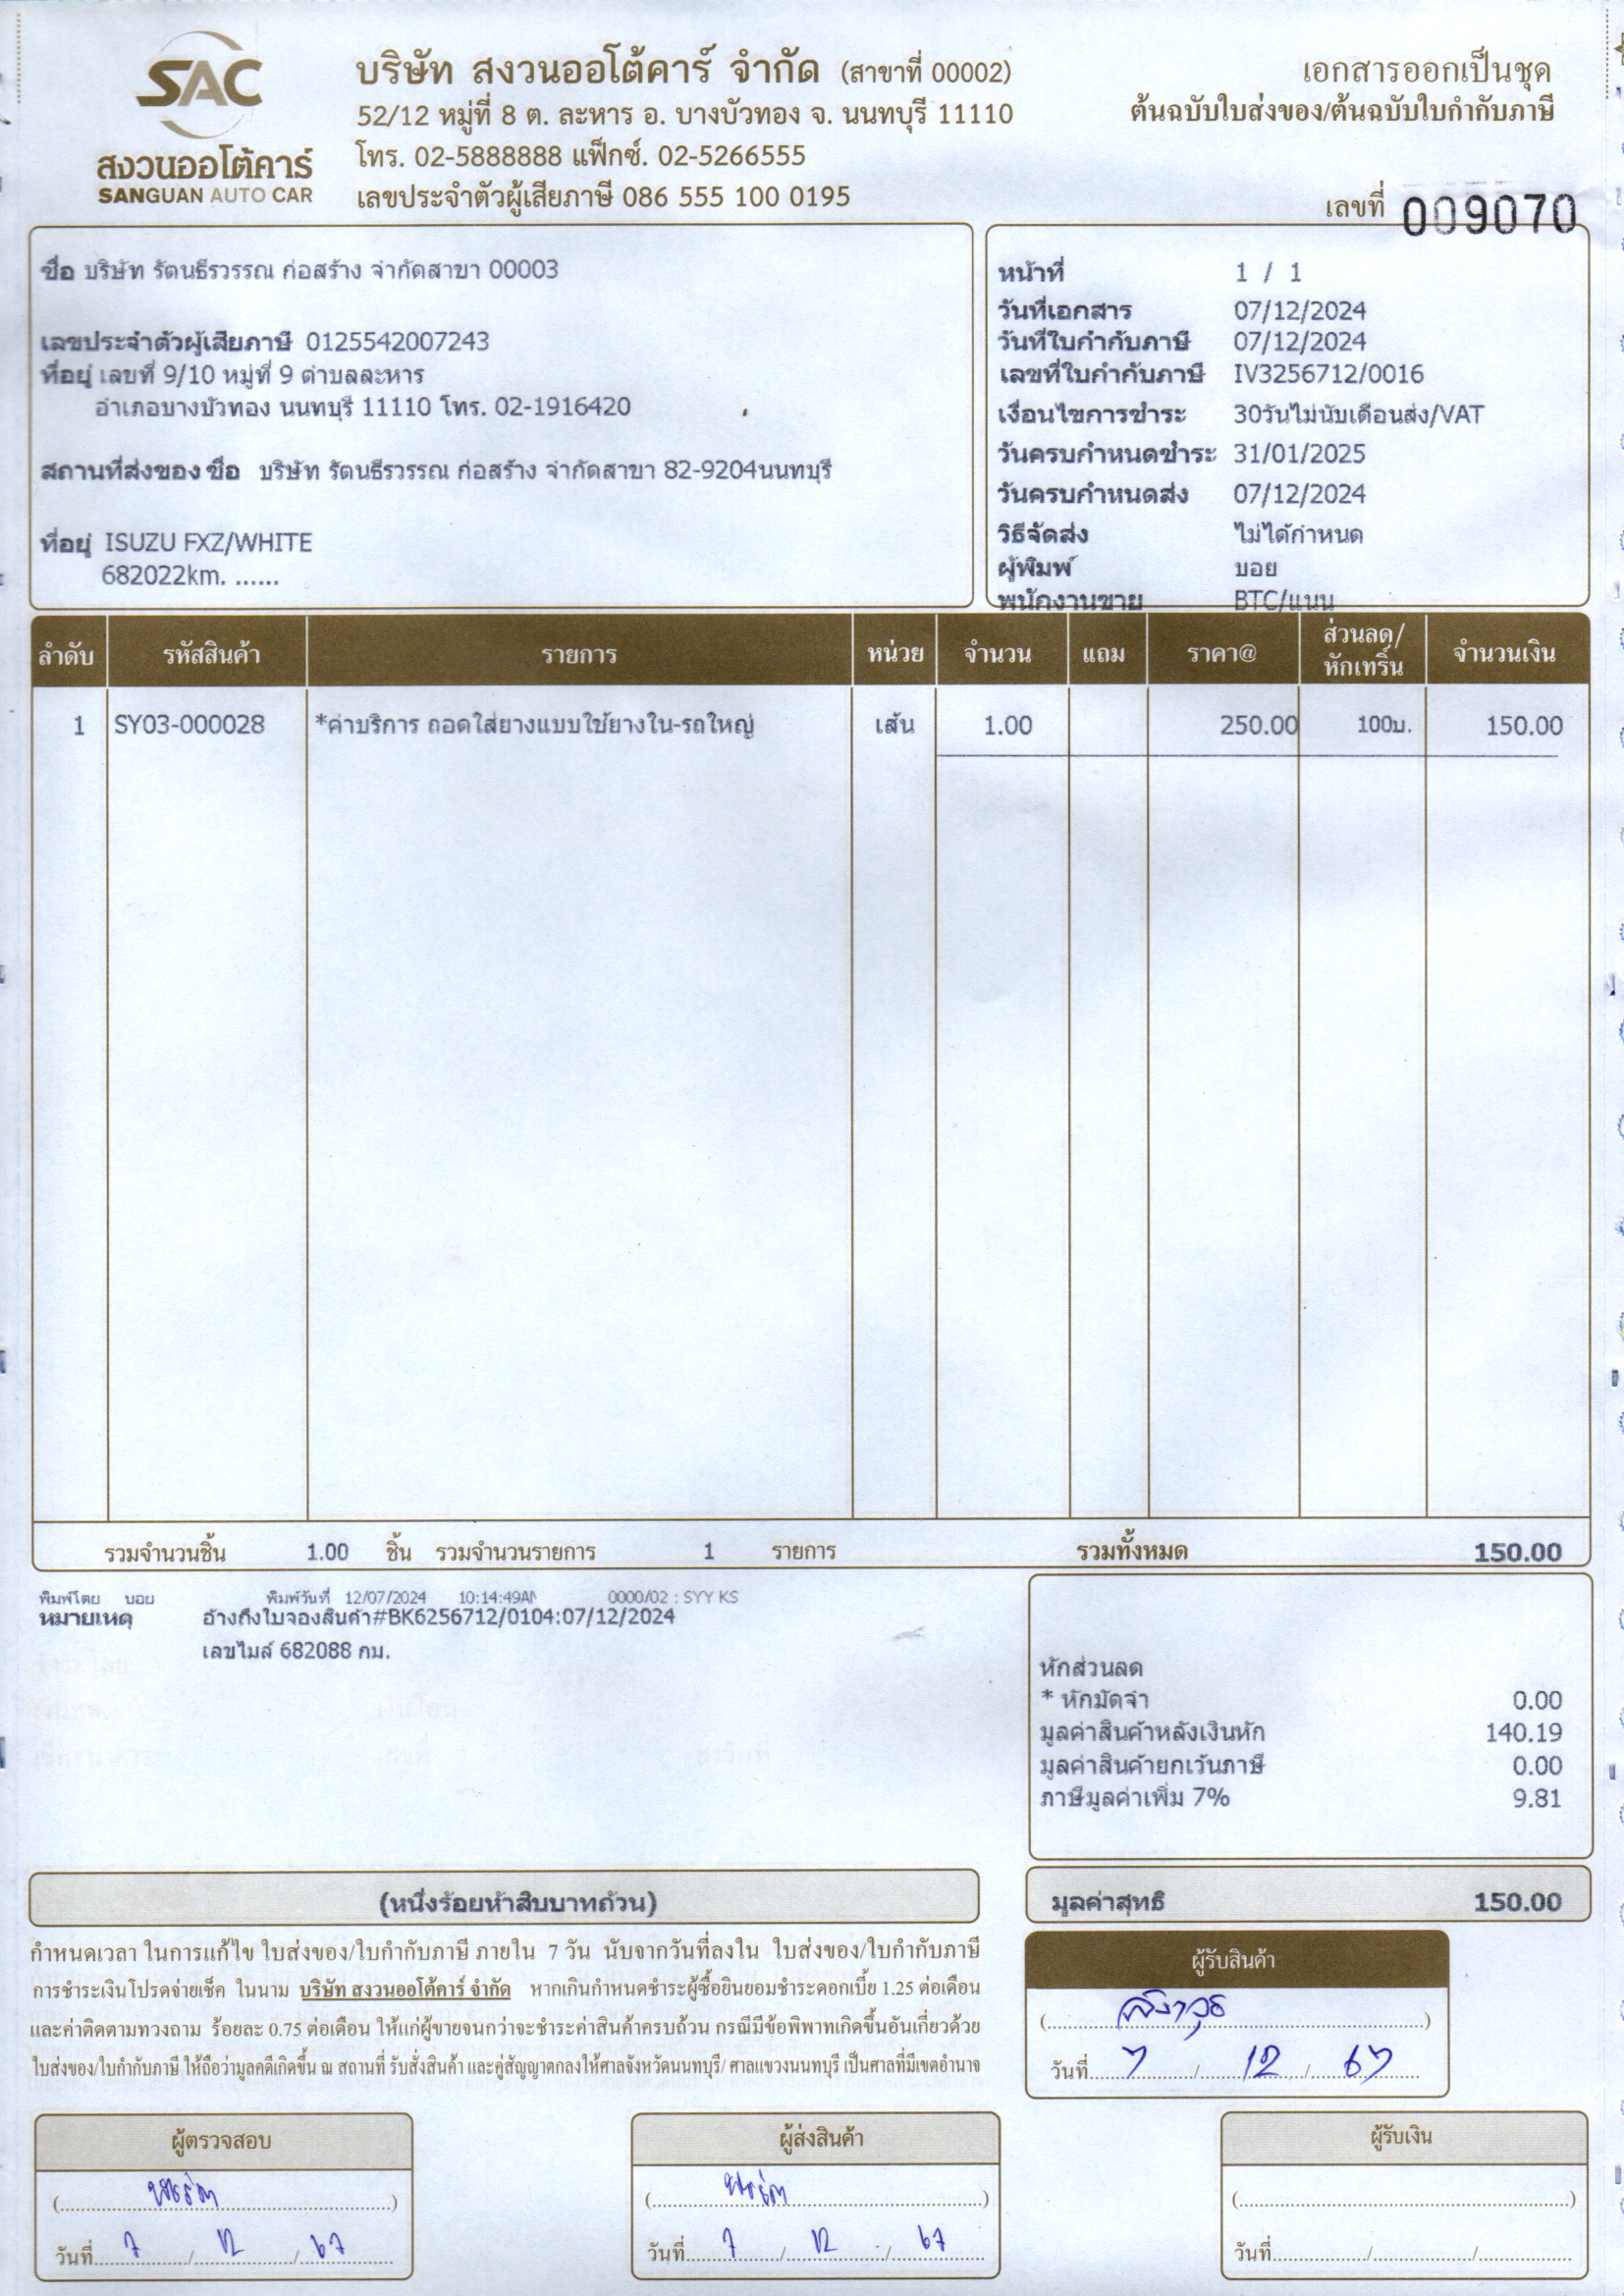 SAC
สงวนออโต้คาร์
SANGUAN AUTO CAR
บริษัท สงวนออโต้คาร์ จำกัด (สาขาที่ 00002)
52/12 หมู่ที่ 8 ต. ละหาร อ. บางบัวทอง จ. นนทบุรี 11110
โทร. 02-5888888 แฟ็กซ์. 02-5266555
เลขประจำตัวผู้เสียภาษี 086 555 100 0195
เอกสารออกเป็นชุด
ต้นฉบับใบส่งของ/ต้นฉบับใบกำกับภาษี
เลขที่ 009070
ชื่อ บริษัท รัตนธีรวรรณ ก่อสร้าง จำกัดสาขา 00003
เลขประจำตัวผู้เสียภาษี 0125542007243
ที่อยู่ เลขที่ 9/10 หมู่ที่ 9 ตำบลละหาร
อำเภอบางบัวทอง นนทบุรี 11110 โทร. 02-1916420
สถานที่ส่งของ ชื่อ บริษัท รัตนธีรวรรณ ก่อสร้าง จำกัดสาขา 82-9204นนทบุรี
ที่อยู่ ISUZU FXZ/WHITE
682022km. ......
หน้าที่ 1 / 1
วันที่เอกสาร 07/12/2024
วันที่ใบกำกับภาษี 07/12/2024
เลขที่ใบกำกับภาษี IV3256712/0016
เงื่อนไขการชำระ 30วันไม่นับเดือนส่ง/VAT
วันครบกำหนดชำระ 31/01/2025
วันครบกำหนดส่ง 07/12/2024
วิธีจัดส่ง ไม่ได้กำหนด
ผู้พิมพ์ บอย
พนักงานขาย BTC/แนน
ลำดับ รหัสสินค้า รายการ หน่วย จำนวน แถม ราคา@ ส่วนลด/หักเทริ์น จำนวนเงิน
1 SY03-000028 *ค่าบริการ ถอดใส่ยางแบบใช้ยางใน-รถใหญ่ เส้น 1.00 250.00 100บ. 150.00
รวมจำนวนชิ้น 1.00 ชิ้น รวมจำนวนรายการ 1 รายการ รวมทั้งหมด 150.00
พิมพ์โดย บอย พิมพ์วันที่ 12/07/2024 10:14:49AM 0000/02 : SYY KS
หมายเหตุ อ้างถึงใบจองสินค้า#BK6256712/0104:07/12/2024
เลขไมล์ 682088 กม.
หักส่วนลด
* หักมัดจำ 0.00
มูลค่าสินค้าหลังเงินหัก 140.19
มูลค่าสินค้ายกเว้นภาษี 0.00
ภาษีมูลค่าเพิ่ม 7% 9.81
(หนึ่งร้อยห้าสิบบาทถ้วน)
มูลค่าสุทธิ 150.00
กำหนดเวลา ในการแก้ไข ใบส่งของ/ใบกำกับภาษี ภายใน 7 วัน นับจากวันที่ลงใน ใบส่งของ/ใบกำกับภาษี
การชำระเงินโปรดจ่ายเช็ค ในนาม บริษัท สงวนออโต้คาร์ จำกัด หากเกินกำหนดชำระผู้ซื้อยินยอมชำระดอกเบี้ย 1.25 ต่อเดือน
และค่าติดตามทวงถาม ร้อยละ 0.75 ต่อเดือน ให้แก่ผู้ขายจนกว่าจะชำระค่าสินค้าครบถ้วน กรณีมีข้อพิพาทเกิดขึ้นอันเกี่ยวด้วย
ใบส่งของ/ใบกำกับภาษี ให้ถือว่ามูลคดีเกิดขึ้น ณ สถานที่ รับสั่งสินค้า และคู่สัญญาตกลงให้ศาลจังหวัดนนทบุรี/ ศาลแขวงนนทบุรี เป็นศาลที่มีเขตอำนาจ
ผู้รับสินค้า
วันที่ 7 / 12 / 67
ผู้ตรวจสอบ
วันที่ 7 / 12 / 67
ผู้ส่งสินค้า
วันที่ 7 / 12 / 67
ผู้รับเงิน
วันที่ / /